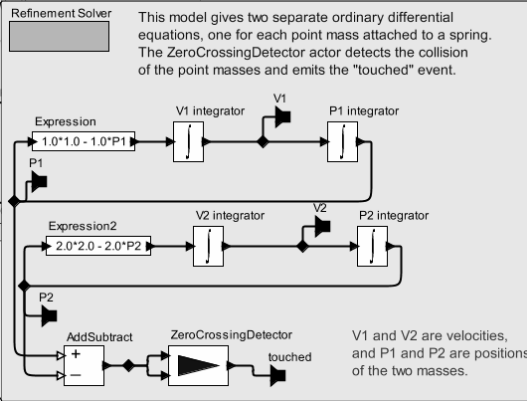 Refinement Solver
This model gives two separate ordinary differential
equations, one for each point mass attached to a spring.
The ZeroCrossingDetector actor detects the collision
of the point masses and emits the "touched" event.
V1
V1 integrator
P1 integrator
Expression
1.0*1.0 - 1.0*P1
∫
∫
P1
V2
V2 integrator
P2 integrator
Expression2
2.0*2.0 - 2.0*P2
∫
∫
P2
AddSubtract
ZeroCrossingDetector
+
−
touched
V1 and V2 are velocities,
and P1 and P2 are positions
of the two masses.